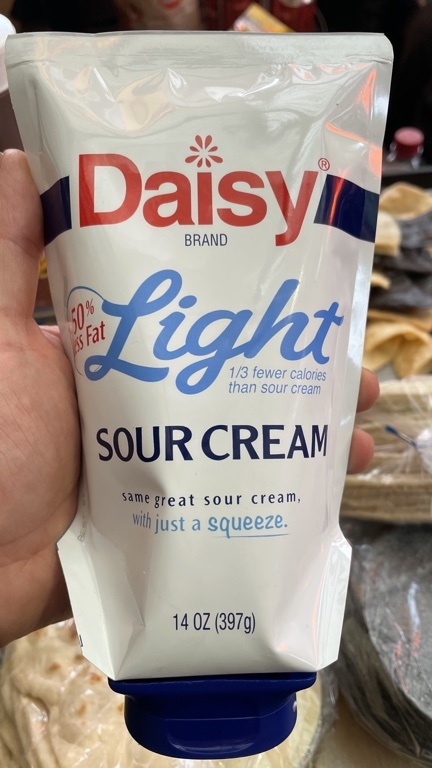 Daisy®
BRAND
50%
Fat
Light
1/3 fewer calories
than sour cream
SOUR CREAM
same great sour cream,
with just a squeeze.
14 OZ (397g)